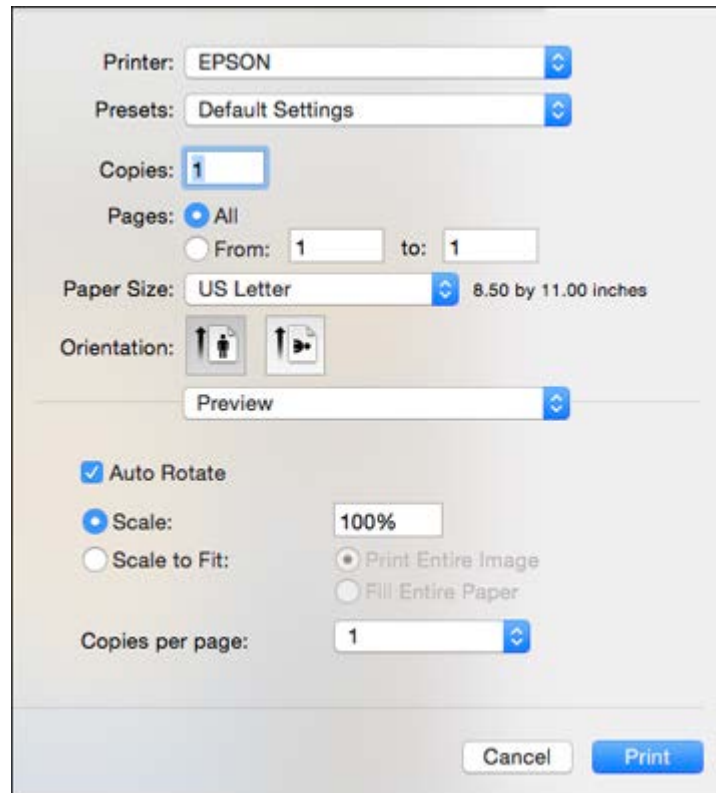 Printer: EPSON
Presets: Default Settings
Copies: 1
Pages: All
From: 1 to: 1
Paper Size: US Letter 8.50 by 11.00 inches
Orientation:
Preview
Auto Rotate
Scale: 100%
Scale to Fit: Print Entire Image
Fill Entire Paper
Copies per page: 1
Cancel Print